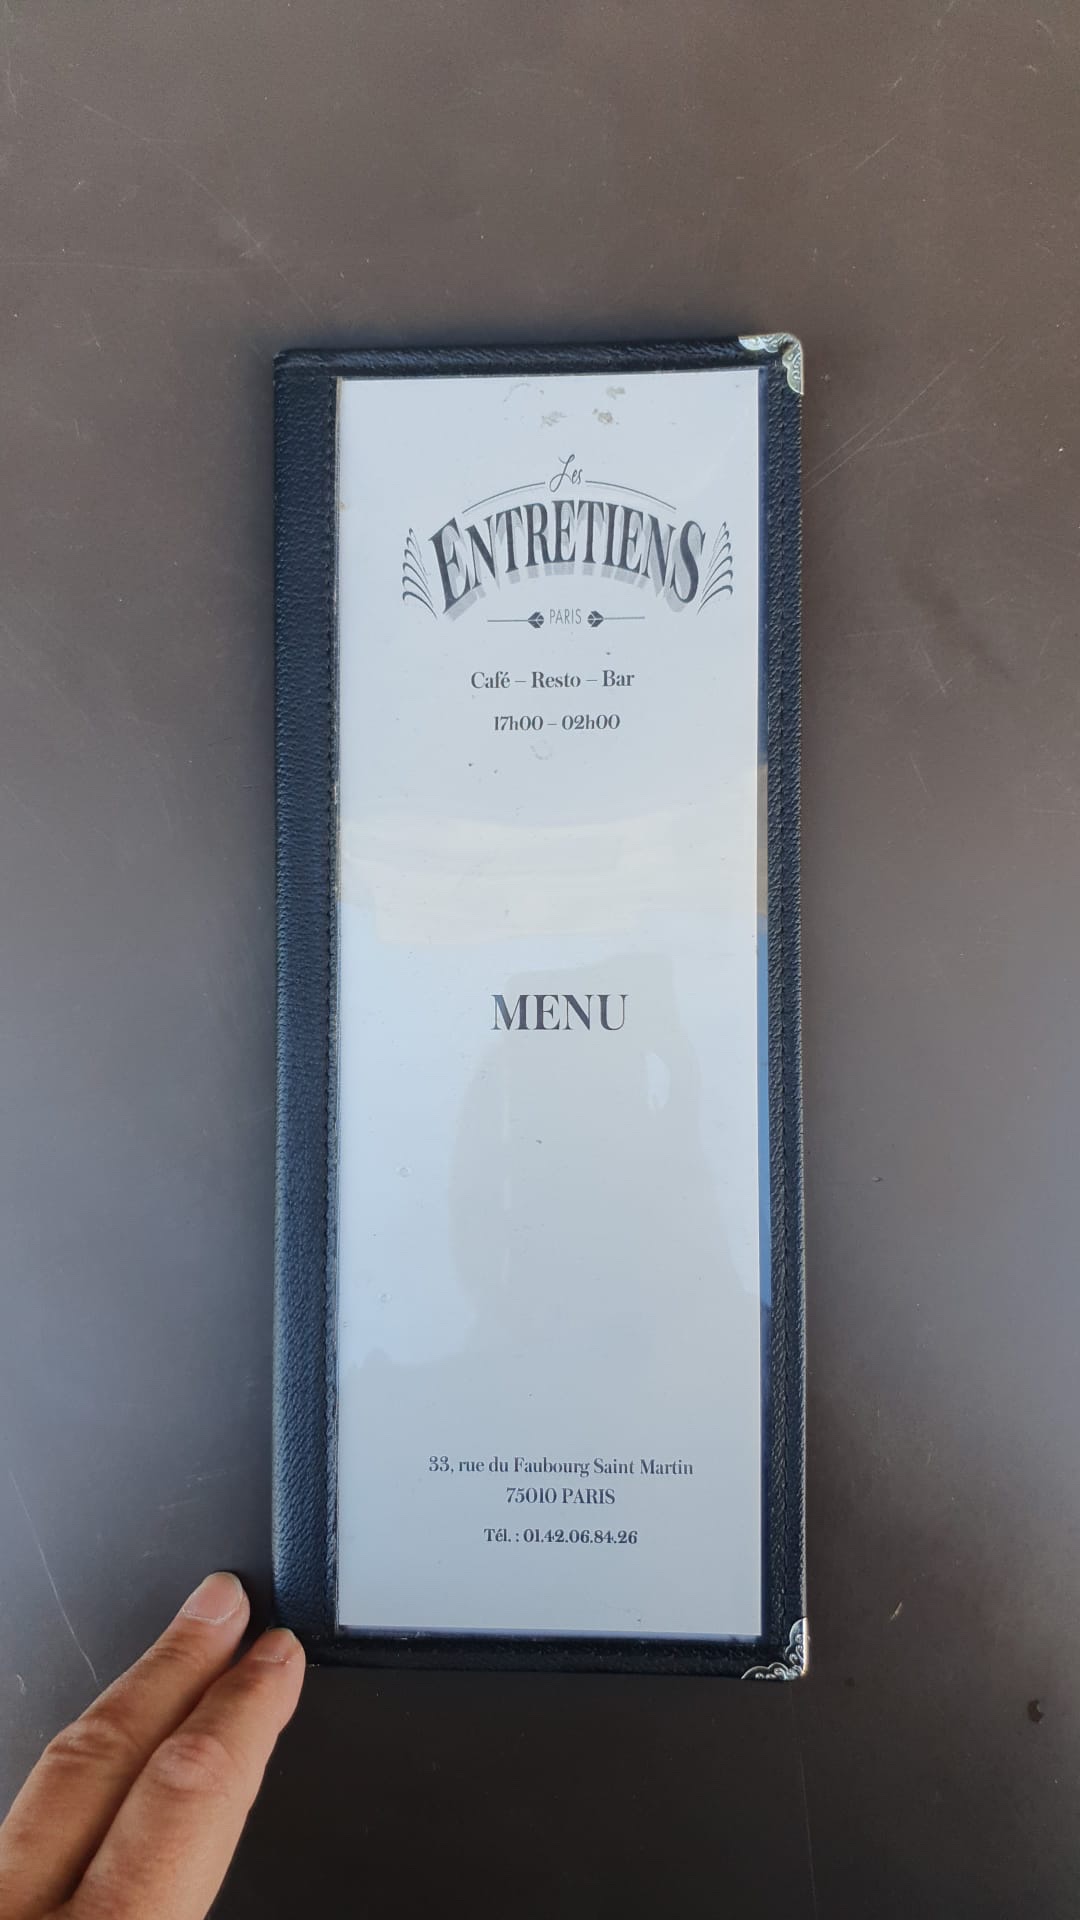 Les
ENTRETIENS
PARIS
Café – Resto – Bar
17h00 – 02h00
MENU
33, rue du Faubourg Saint Martin
75010 PARIS
Tél. : 01.42.06.84.26